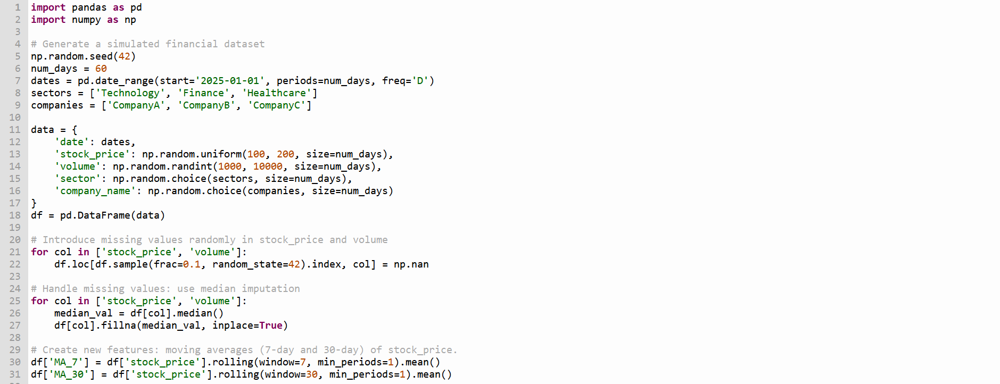 1 import pandas as pd
2 import numpy as np
3
4 # Generate a simulated financial dataset
5 np.random.seed(42)
6 num_days = 60
7 dates = pd.date_range(start='2025-01-01', periods=num_days, freq='D')
8 sectors = ['Technology', 'Finance', 'Healthcare']
9 companies = ['CompanyA', 'CompanyB', 'CompanyC']
10
11 data = {
12     'date': dates,
13     'stock_price': np.random.uniform(100, 200, size=num_days),
14     'volume': np.random.randint(1000, 10000, size=num_days),
15     'sector': np.random.choice(sectors, size=num_days),
16     'company_name': np.random.choice(companies, size=num_days)
17 }
18 df = pd.DataFrame(data)
19
20 # Introduce missing values randomly in stock_price and volume
21 for col in ['stock_price', 'volume']:
22     df.loc[df.sample(frac=0.1, random_state=42).index, col] = np.nan
23
24 # Handle missing values: use median imputation
25 for col in ['stock_price', 'volume']:
26     median_val = df[col].median()
27     df[col].fillna(median_val, inplace=True)
28
29 # Create new features: moving averages (7-day and 30-day) of stock_price.
30 df['MA_7'] = df['stock_price'].rolling(window=7, min_periods=1).mean()
31 df['MA_30'] = df['stock_price'].rolling(window=30, min_periods=1).mean()